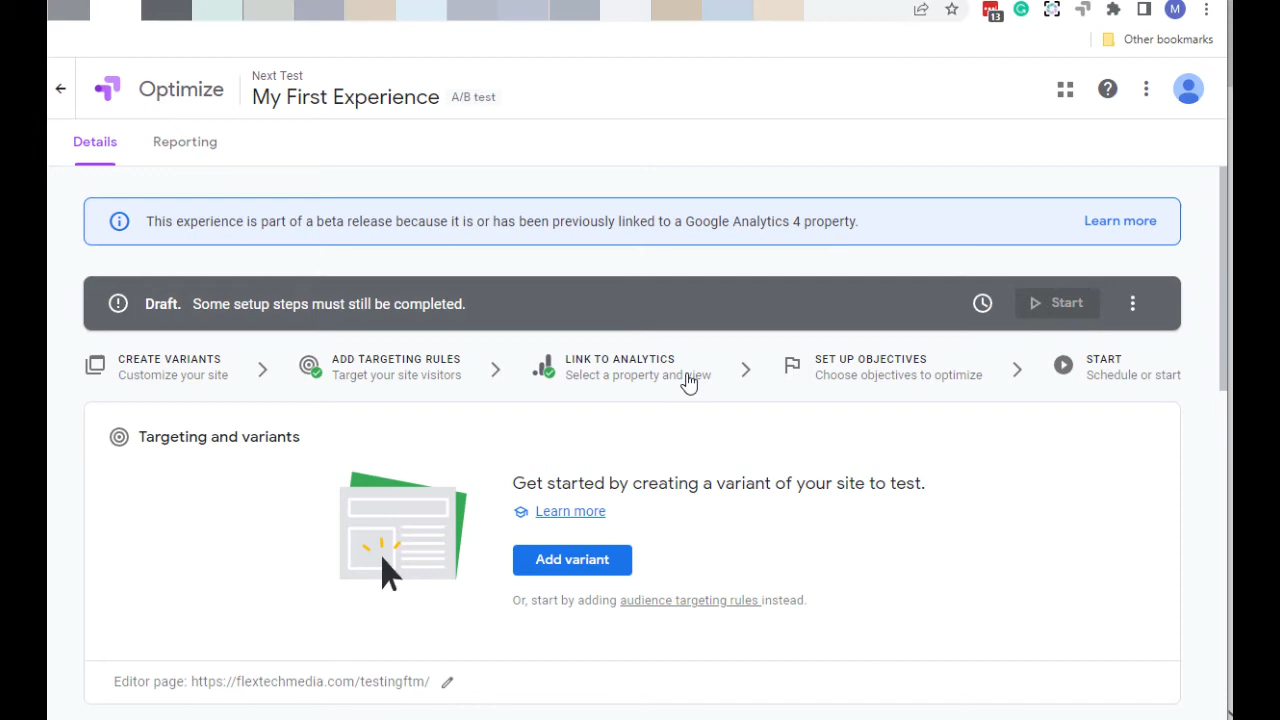 13
M
Other bookmarks
Optimize
Next Test
My First Experience A/B test
Details Reporting
This experience is part of a beta release because it is or has been previously linked to a Google Analytics 4 property. Learn more
Draft. Some setup steps must still be completed. Start
CREATE VARIANTS
Customize your site
ADD TARGETING RULES
Target your site visitors
LINK TO ANALYTICS
Select a property and view
SET UP OBJECTIVES
Choose objectives to optimize
START
Schedule or start
Targeting and variants
Get started by creating a variant of your site to test.
Learn more
Add variant
Or, start by adding audience targeting rules instead.
Editor page: https://flextechmedia.com/testingftm/